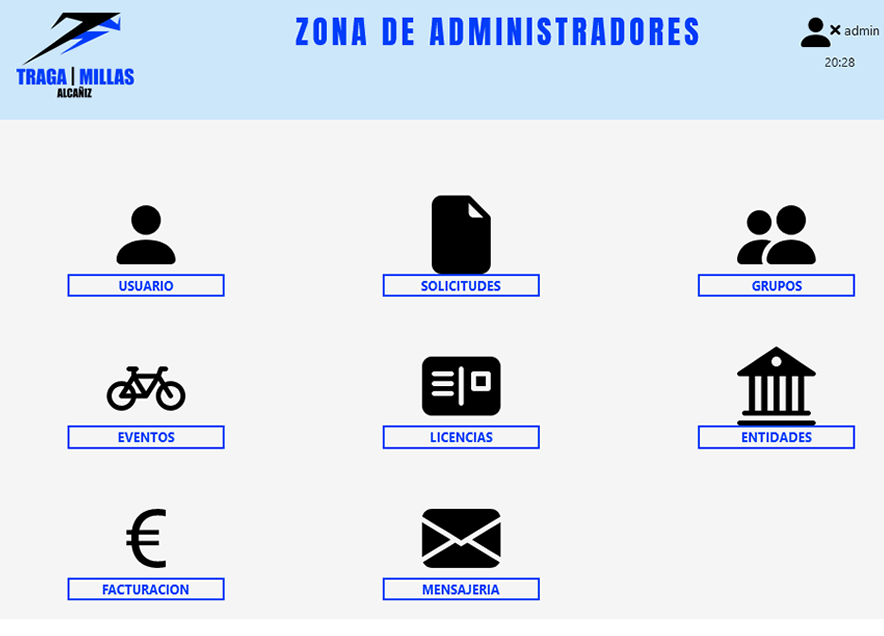 ZONA DE ADMINISTRADORES
admin
20:28
TRAGA | MILLAS
ALCAÑIZ
USUARIO
SOLICITUDES
GRUPOS
EVENTOS
LICENCIAS
ENTIDADES
€
FACTURACION
MENSAJERIA